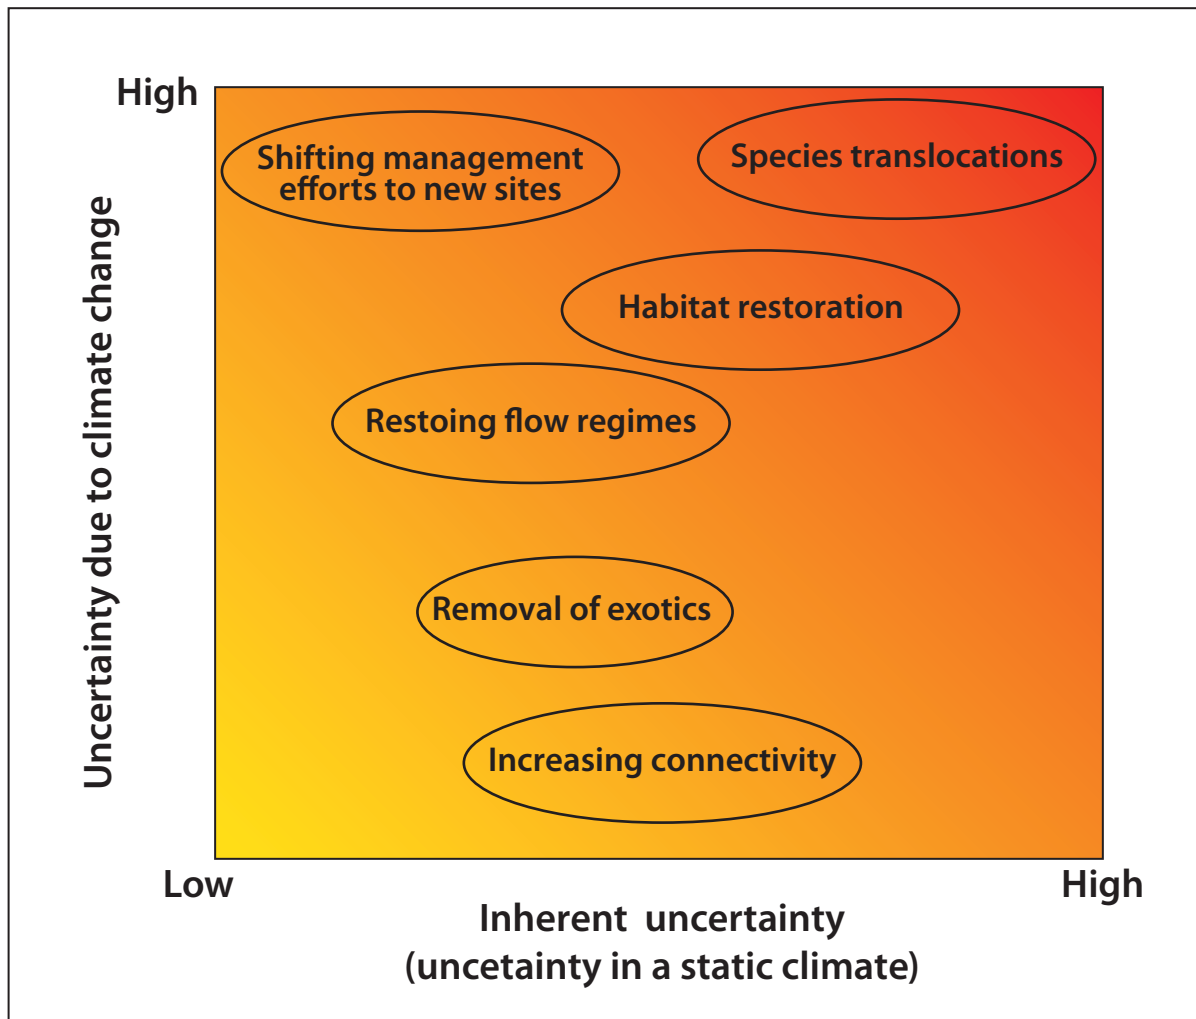 High
Shifting management
efforts to new sites
Species translocations
Habitat restoration
Restoing flow regimes
Removal of exotics
Increasing connectivity
Uncertainty due to climate change
Low
High
Inherent uncertainty
(uncetainty in a static climate)